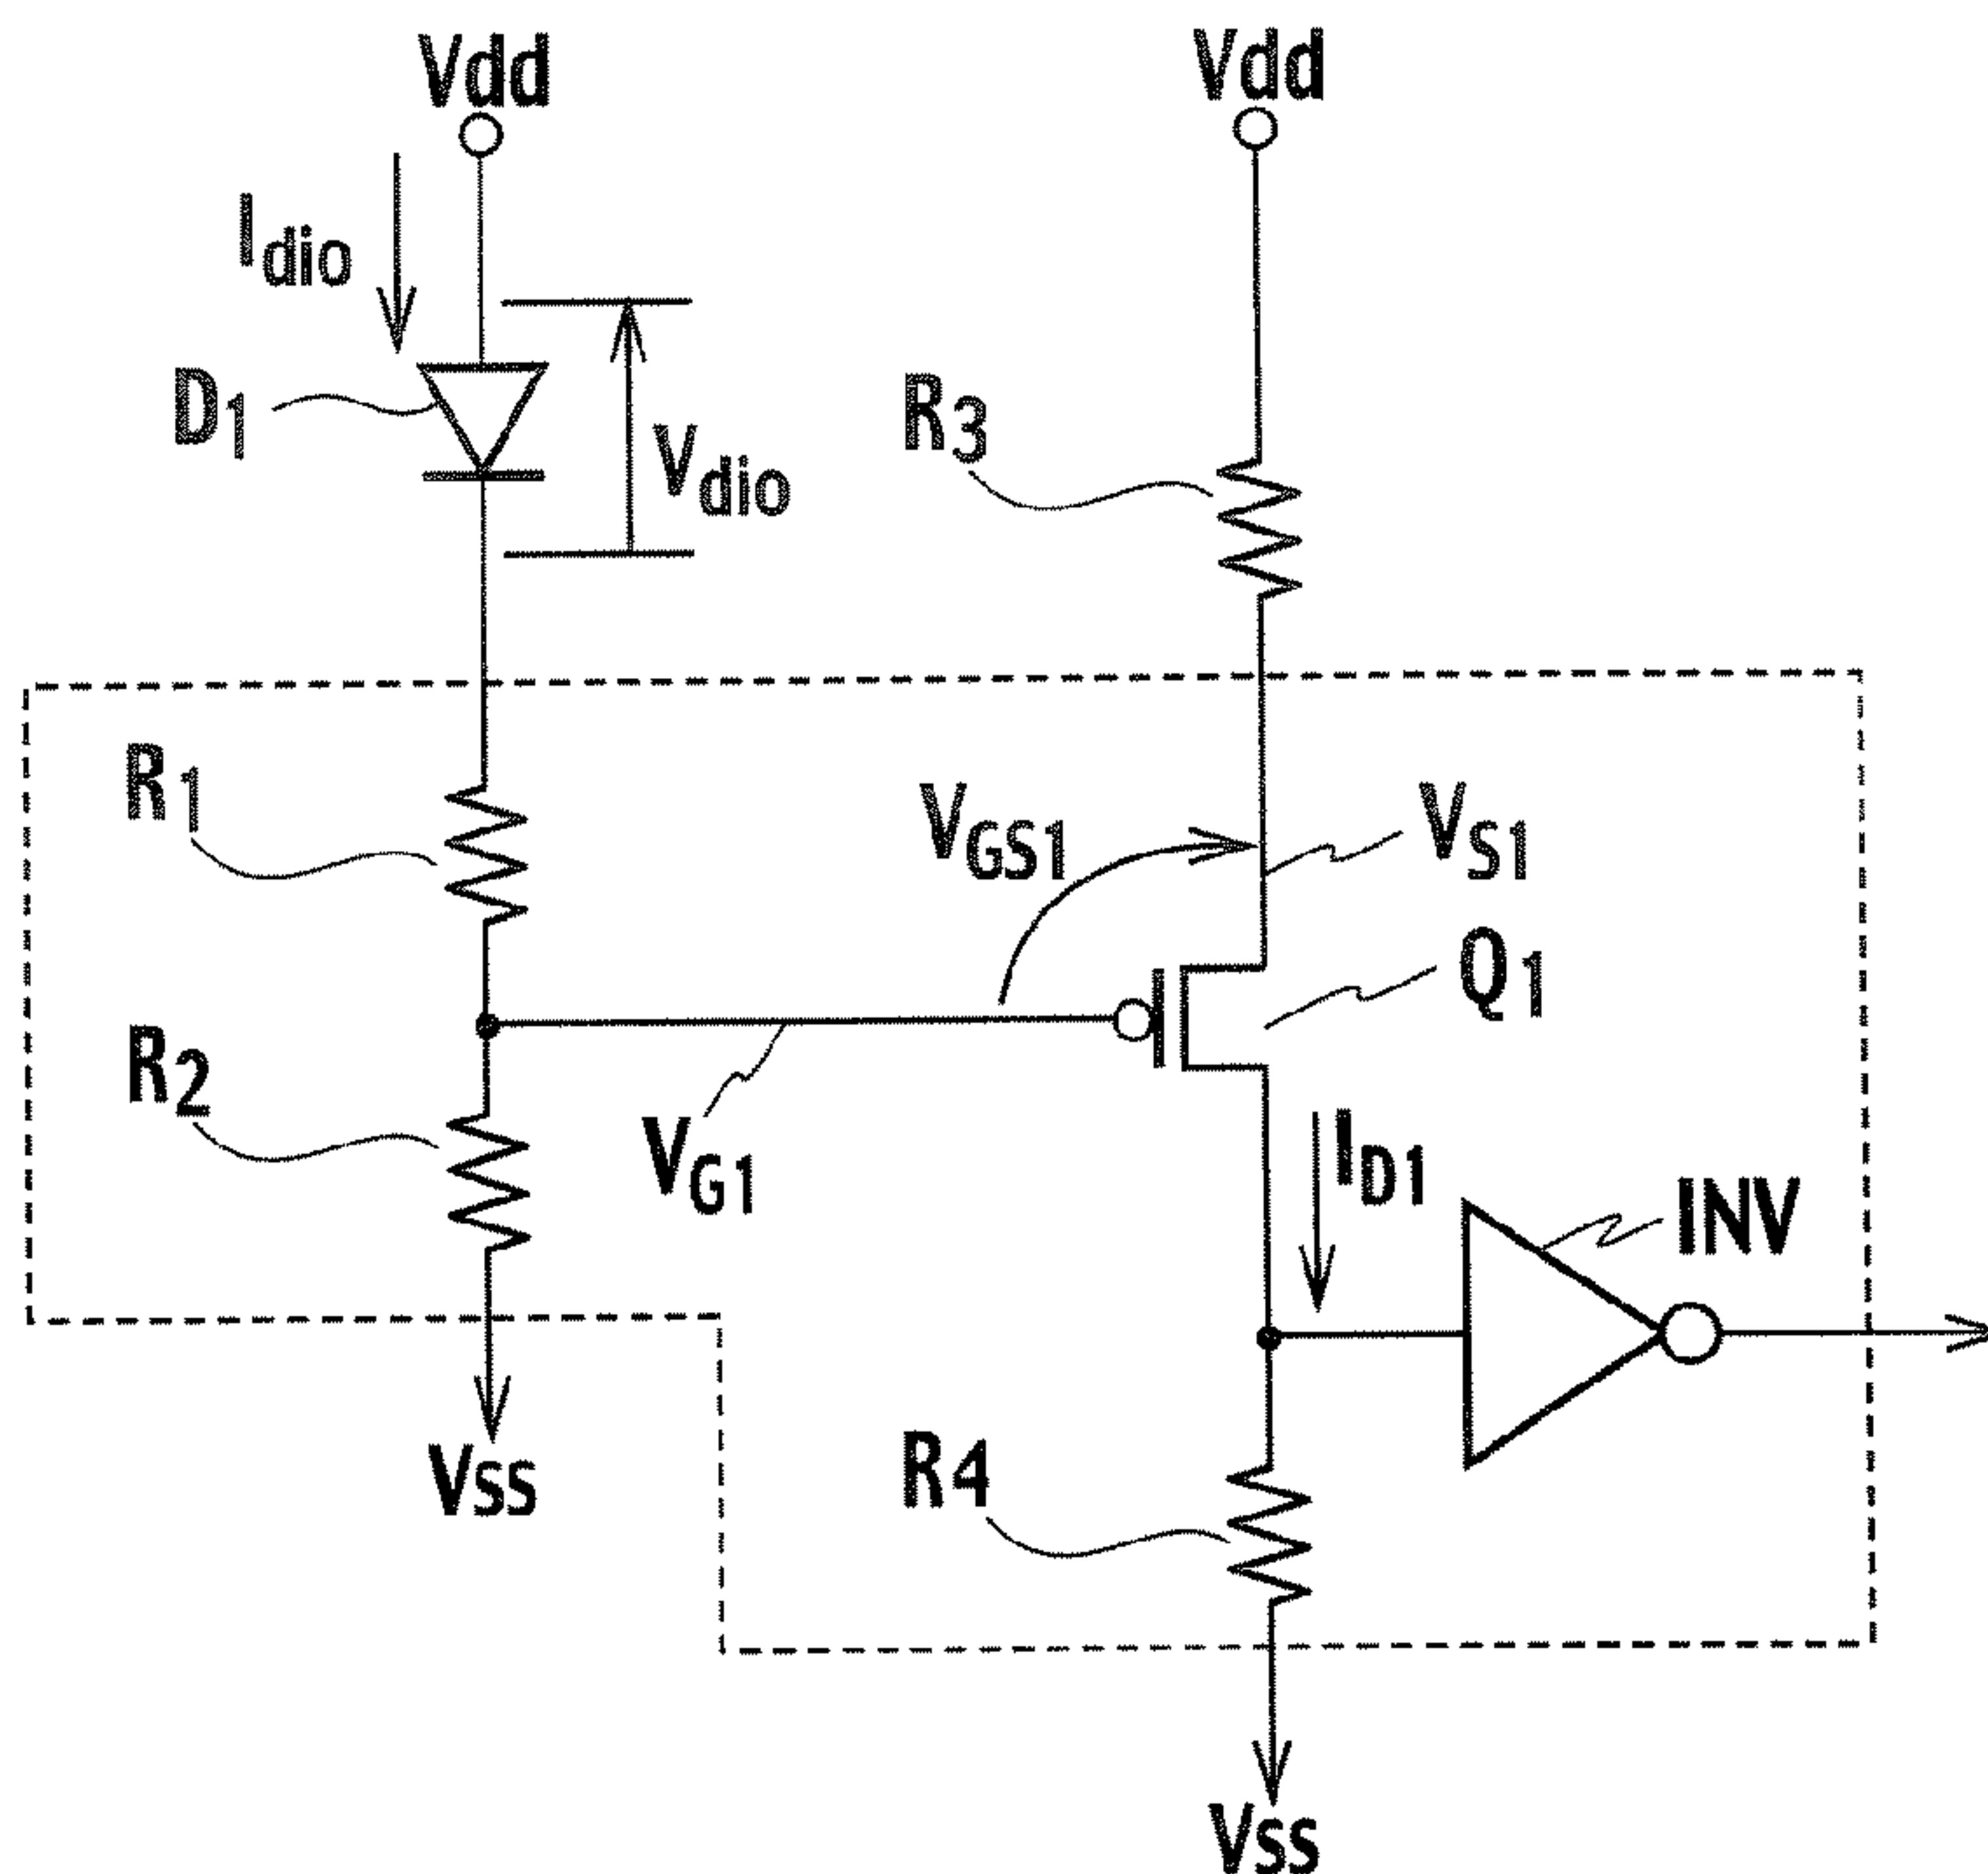 Vdd
Vdd
Idio
D1
Vdio
R3
R1
VGS1
VS1
Q1
R2
VG1
ID1
INV
VSS
R4
VSS